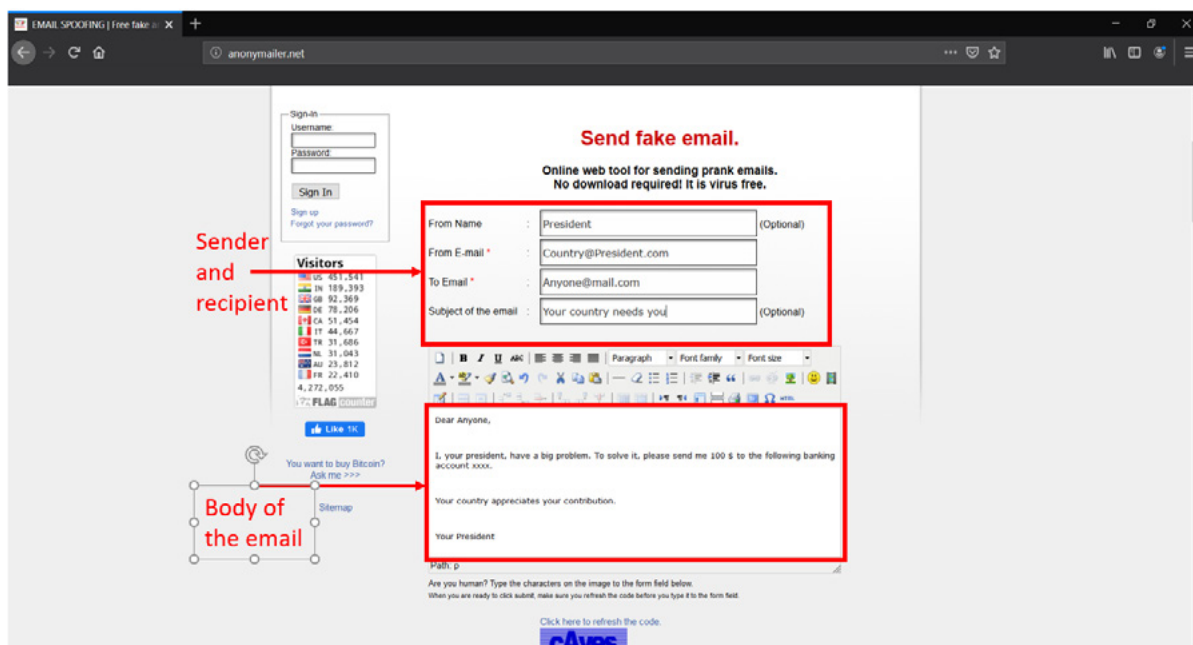 EMAIL SPOOFING | Free fake a
anonymailer.net
Sign-in
Username:
Password:
Sign In
Sign up
Forgot your password?
Send fake email.
Online web tool for sending prank emails.
No download required! It is virus free.
From Name : President (Optional)
From E-mail * : Country@President.com
To Email * : Anyone@mail.com
Subject of the email : Your country needs you (Optional)
Sender
and
recipient
Visitors
US 451,541
IN 189,393
GB 92,369
DE 78,206
CA 51,454
IT 44,667
TR 31,686
NL 31,043
AU 23,812
FR 22,410
4,272,055
FLAG counter
Like 1K
You want to buy Bitcoin?
Ask me >>>
Sitemap
B I U ABC Paragraph Font family Font size
HTML
Dear Anyone,
I, your president, have a big problem. To solve it, please send me 100 $ to the following banking
account xxxx.
Your country appreciates your contribution.
Your President
Body of
the email
Path: p
Are you human? Type the characters on the image to the form field below.
When you are ready to click submit, make sure you refresh the code before you type it to the form field.
Click here to refresh the code.